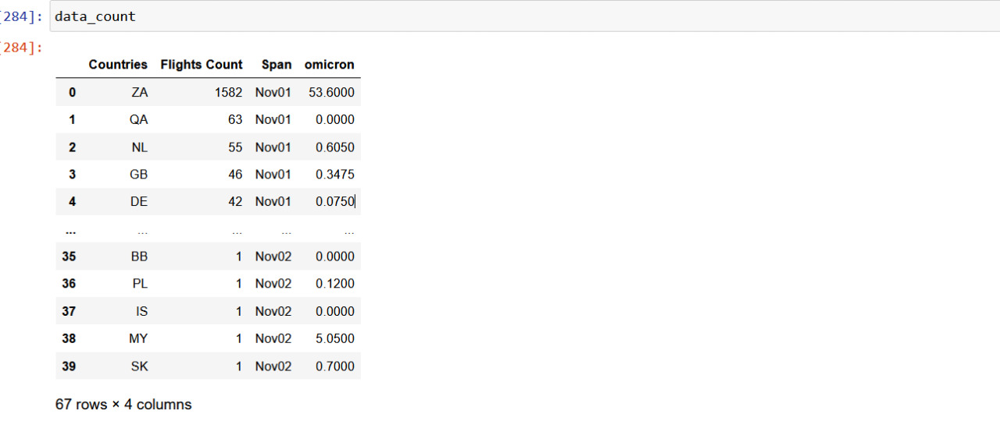 [284]: data_count
[284]:
Countries Flights Count Span omicron
0 ZA 1582 Nov01 53.6000
1 QA 63 Nov01 0.0000
2 NL 55 Nov01 0.6050
3 GB 46 Nov01 0.3475
4 DE 42 Nov01 0.0750
... ... ... ... ...
35 BB 1 Nov02 0.0000
36 PL 1 Nov02 0.1200
37 IS 1 Nov02 0.0000
38 MY 1 Nov02 5.0500
39 SK 1 Nov02 0.7000
67 rows × 4 columns